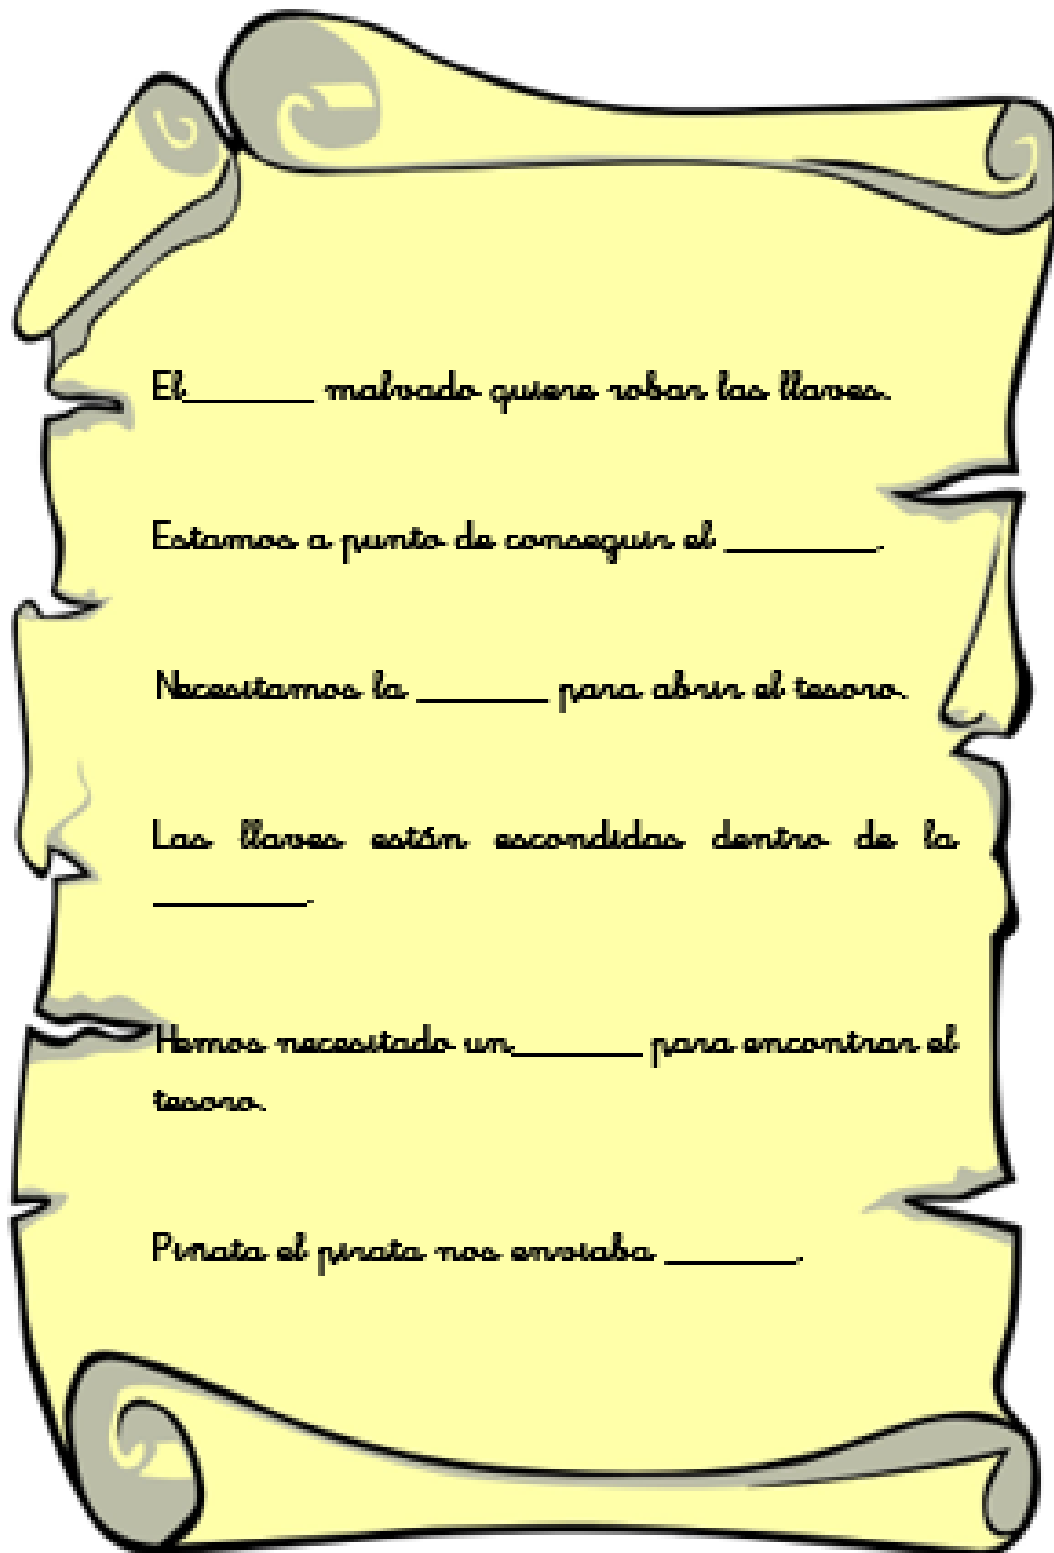 El_______ malvado quiere robar las llaves.
Estamos a punto de conseguir el ________.
Necesitamos la _______ para abrir el tesoro.
Las llaves están escondidas dentro de la
________.
Hemos necesitado un_______ para encontrar el
tesoro.
Piñata el pirata nos enviaba _______.